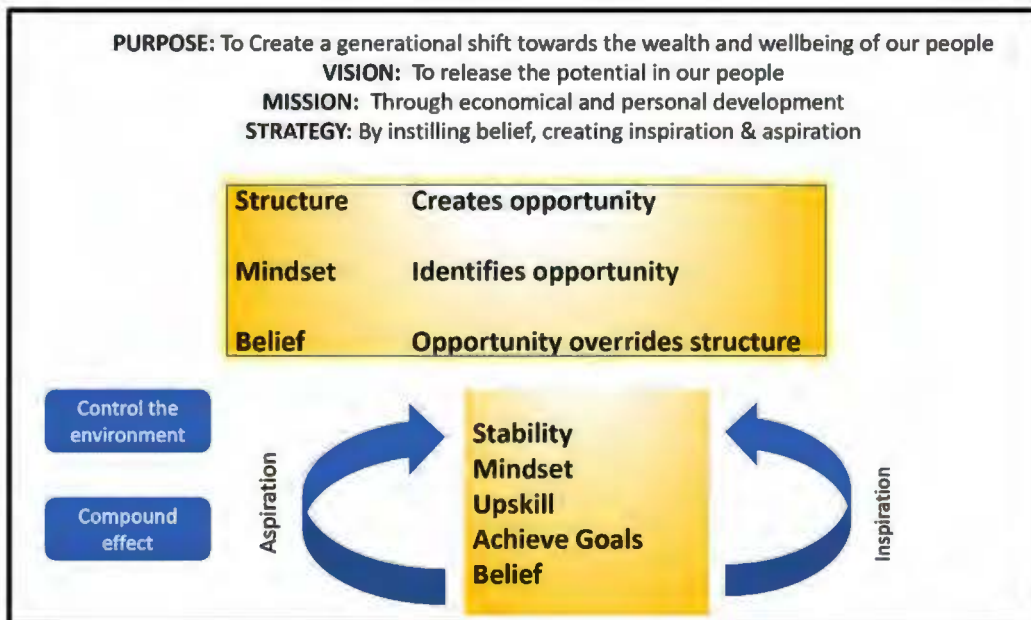 PURPOSE: To Create a generational shift towards the wealth and wellbeing of our people
VISION: To release the potential in our people
MISSION: Through economical and personal development
STRATEGY: By instilling belief, creating inspiration & aspiration
Structure Creates opportunity
Mindset Identifies opportunity
Belief Opportunity overrides structure
Control the
environment
Compound
effect
Aspiration
Stability
Mindset
Upskill
Achieve Goals
Belief
Inspiration